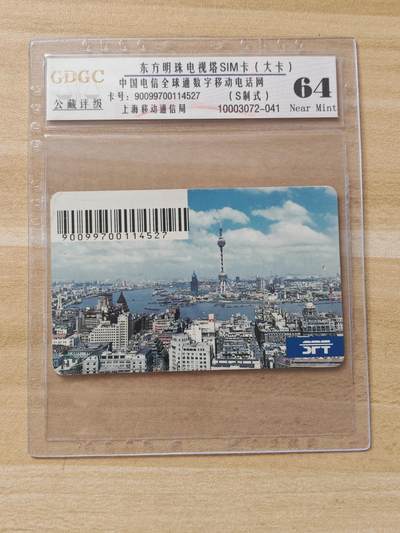 GDGC
公藏评级
东方明珠电视塔SIM卡（大卡）
中国电信全球通数字移动电话网
卡号：90099700114527 （S制式）
上海移动通信局 10003072-041
64
Near Mint
90099700114527
SPT